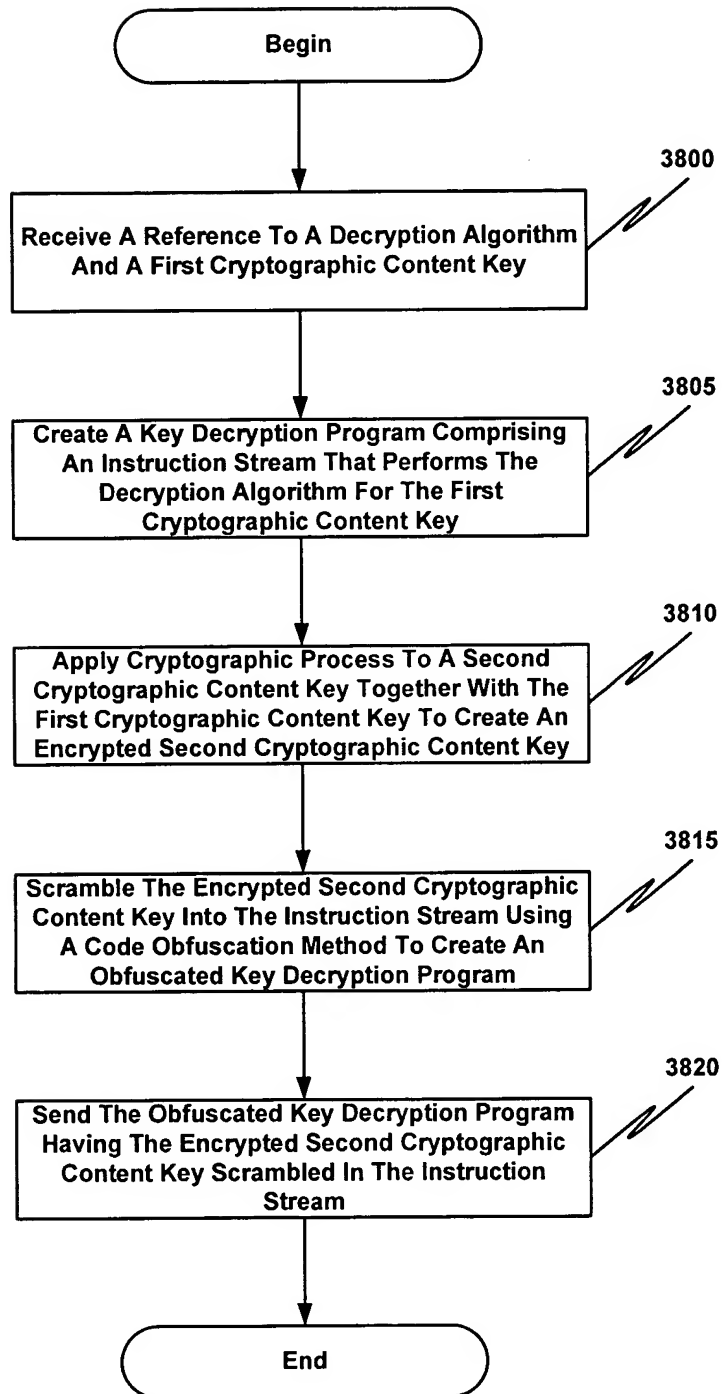 Begin
3800
Receive A Reference To A Decryption Algorithm
And A First Cryptographic Content Key
3805
Create A Key Decryption Program Comprising
An Instruction Stream That Performs The
Decryption Algorithm For The First
Cryptographic Content Key
3810
Apply Cryptographic Process To A Second
Cryptographic Content Key Together With The
First Cryptographic Content Key To Create An
Encrypted Second Cryptographic Content Key
3815
Scramble The Encrypted Second Cryptographic
Content Key Into The Instruction Stream Using
A Code Obfuscation Method To Create An
Obfuscated Key Decryption Program
3820
Send The Obfuscated Key Decryption Program
Having The Encrypted Second Cryptographic
Content Key Scrambled In The Instruction
Stream
End